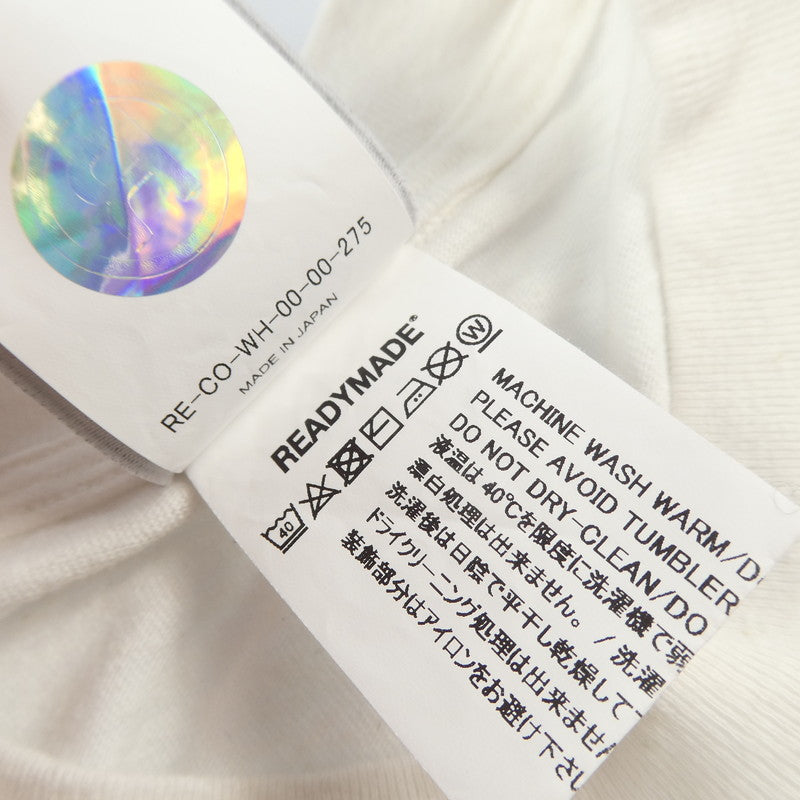 RE-CO-WH-00-00-275
MADE IN JAPAN
READYMADE®
40
W
MACHINE WASH WARM/D
PLEASE AVOID TUMBLER
DO NOT DRY-CLEAN/DO
液温は40℃を限度に洗濯機で弱
漂白処理は出来ません。/洗濯
洗濯後は日陰で平干し乾燥して
ドライクリーニング処理は出来ませ
装飾部分はアイロンをお避け下さ